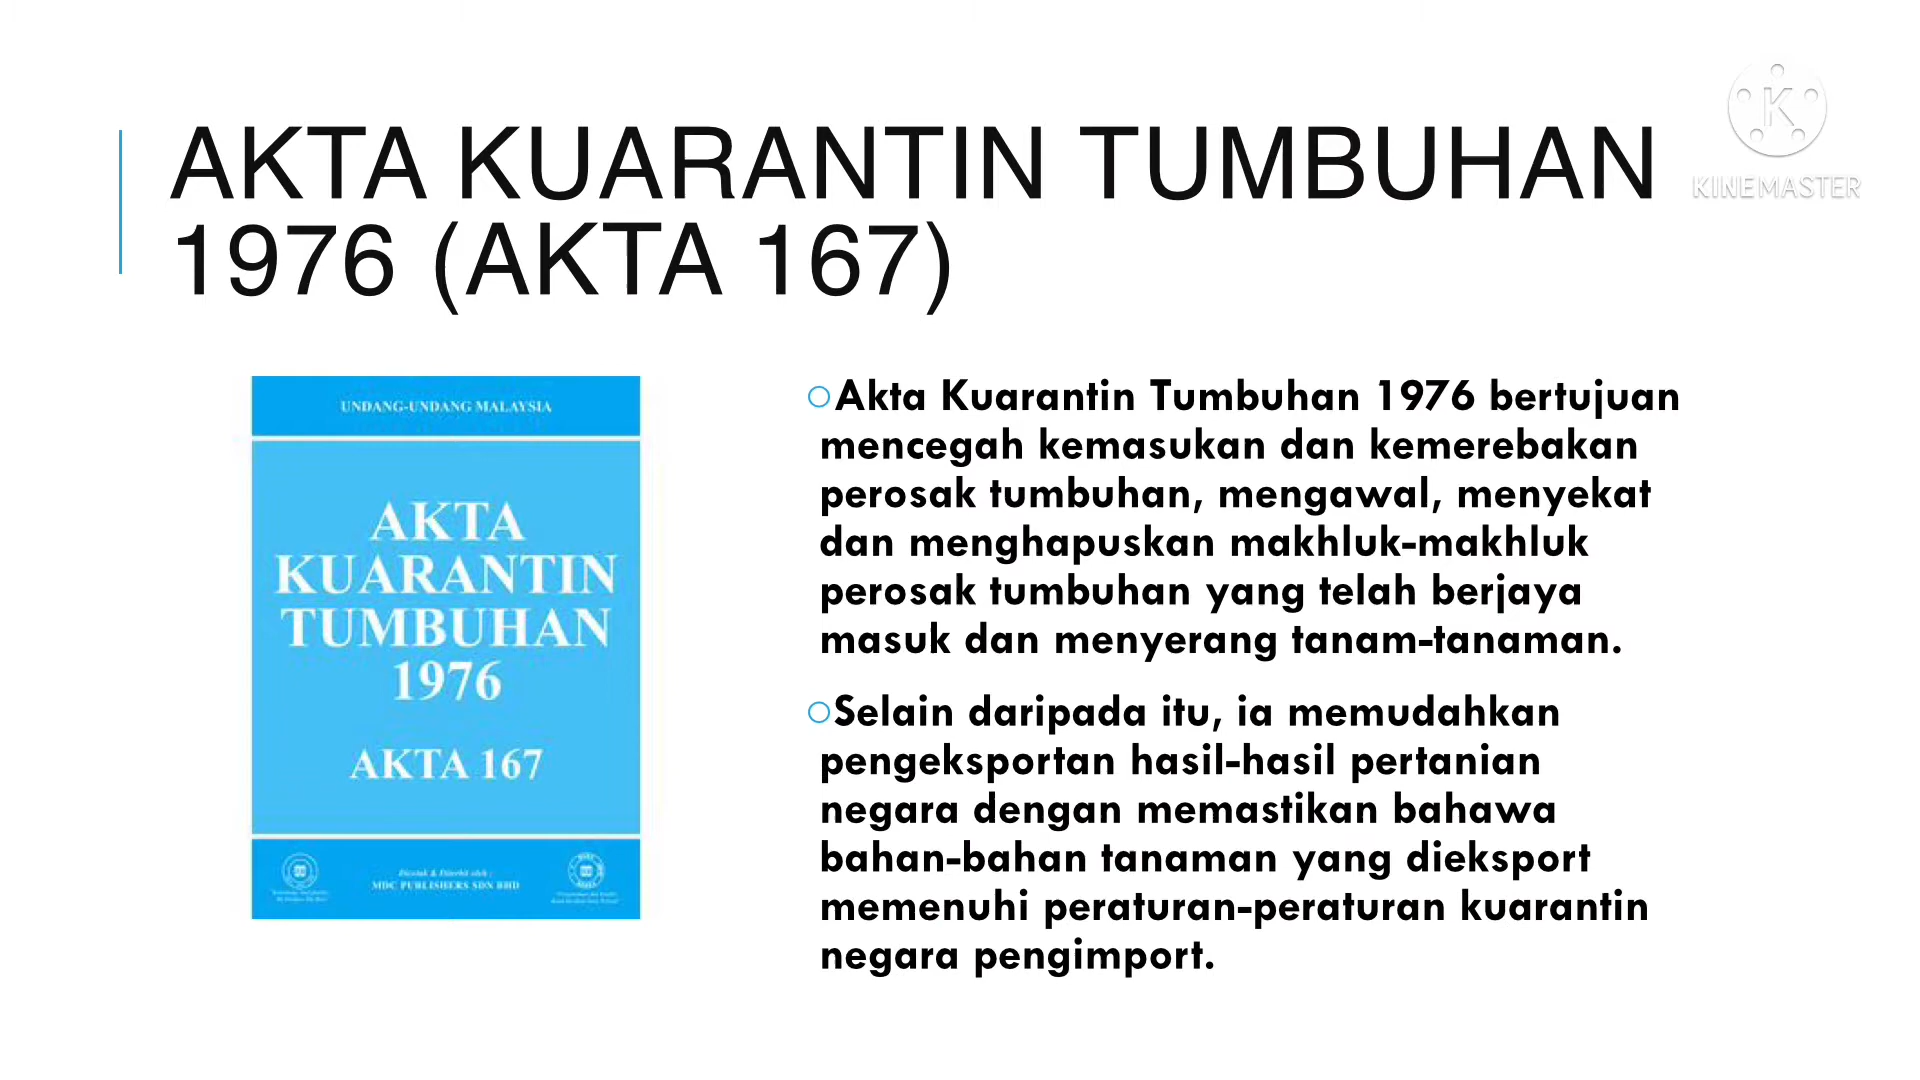 AKTA KUARANTIN TUMBUHAN
1976 (AKTA 167)
KINEMASTER
UNDANG-UNDANG MALAYSIA
AKTA
KUARANTIN
TUMBUHAN
1976
AKTA 167
Dicetak & Diterbit oleh :
MDC PUBLISHERS SDN BHD
Akta Kuarantin Tumbuhan 1976 bertujuan
mencegah kemasukan dan kemerebakan
perosak tumbuhan, mengawal, menyekat
dan menghapuskan makhluk-makhluk
perosak tumbuhan yang telah berjaya
masuk dan menyerang tanam-tanaman.
Selain daripada itu, ia memudahkan
pengeksportan hasil-hasil pertanian
negara dengan memastikan bahawa
bahan-bahan tanaman yang dieksport
memenuhi peraturan-peraturan kuarantin
negara pengimport.